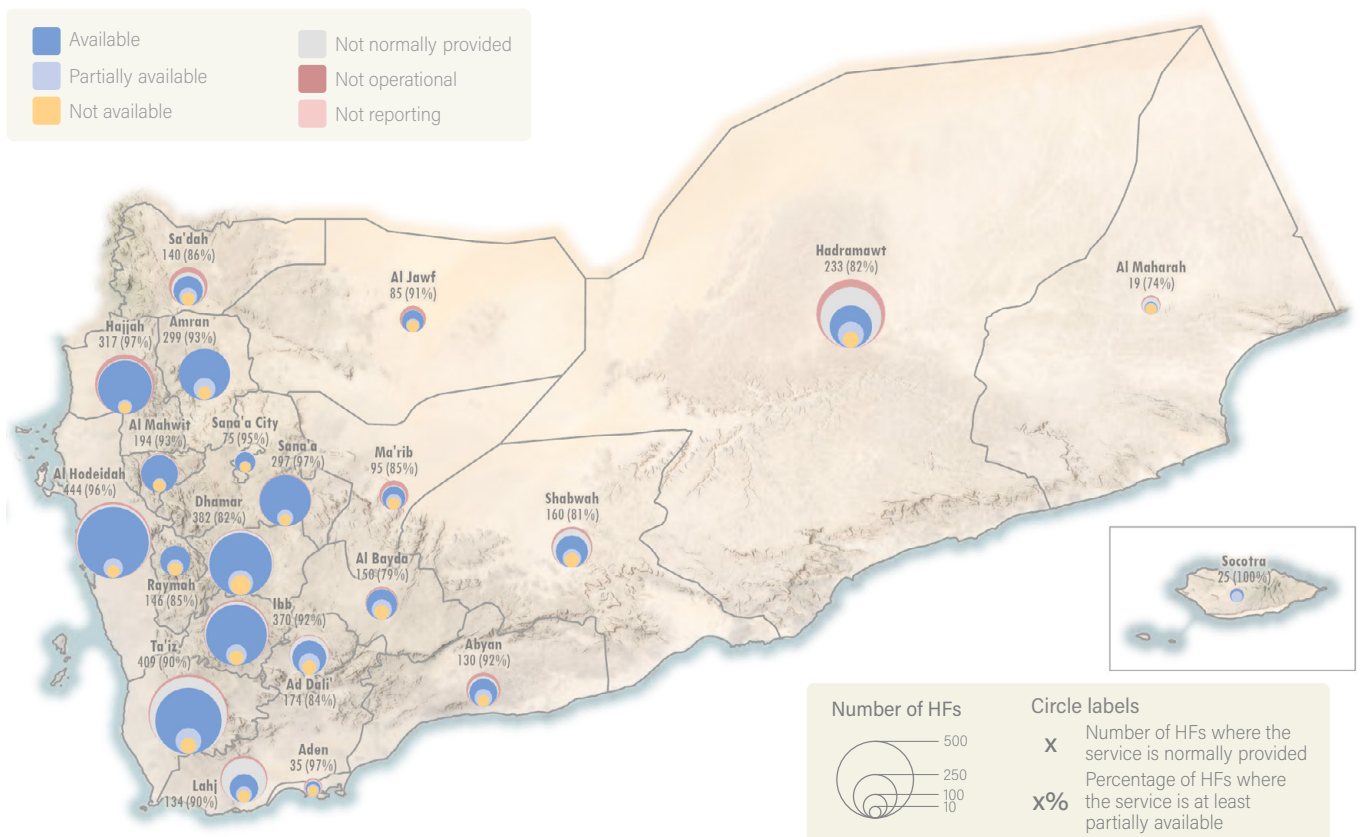 Available
Partially available
Not available
Not normally provided
Not operational
Not reporting
Sa'dah
140 (86%)
Al Jawf
85 (91%)
Hadramawt
233 (82%)
Al Maharah
19 (74%)
Hajjah
317 (97%)
Amran
299 (93%)
Al Mahwit
194 (93%)
Sana'a City
75 (95%)
Sana'a
297 (97%)
Ma'rib
95 (85%)
Al Hodeidah
444 (96%)
Dhamar
382 (82%)
Shabwah
160 (81%)
Al Bayda
150 (79%)
Raymah
146 (85%)
Ibb
370 (92%)
Ta'iz
409 (90%)
Ad Dali'
174 (84%)
Abyan
130 (92%)
Aden
35 (97%)
Lahj
134 (90%)
Socotra
25 (100%)
Number of HFs
500
250
100
10
Circle labels
x Number of HFs where the
service is normally provided
x% Percentage of HFs where
the service is at least
partially available